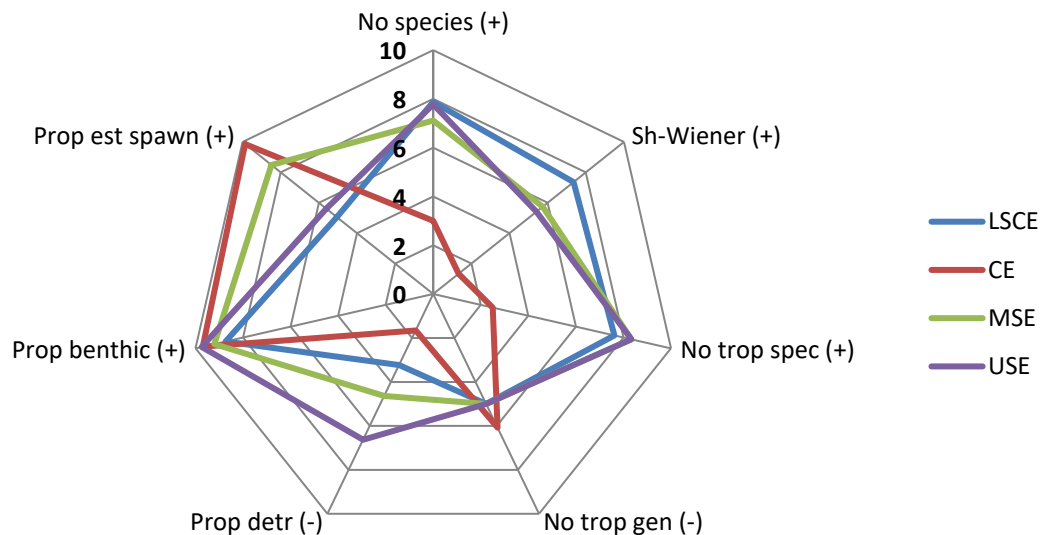 No species (+)
10
8
6
4
2
0
Sh-Wiener (+)
No trop spec (+)
No trop gen (-)
Prop detr (-)
Prop benthic (+)
Prop est spawn (+)
LSCE
CE
MSE
USE